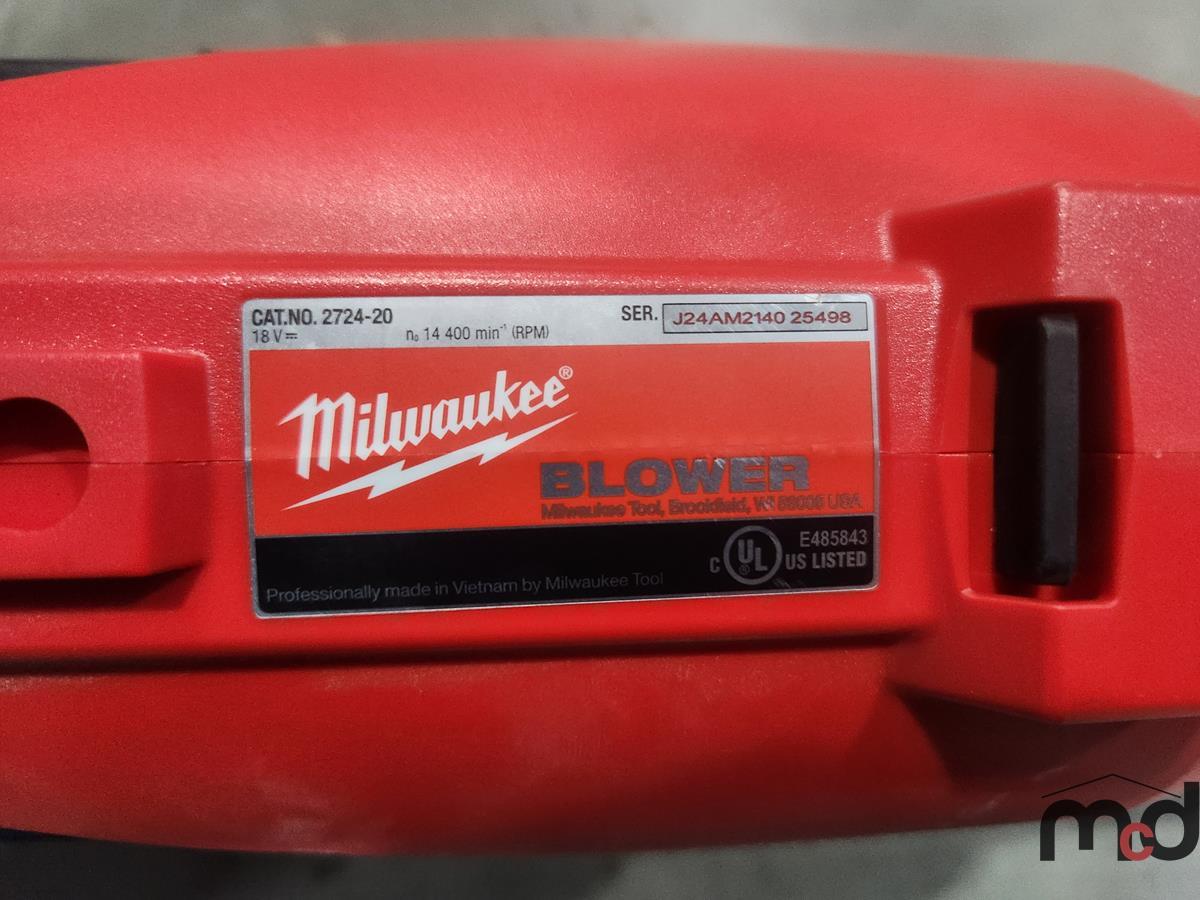 CAT.NO. 2724-20
18 V⎓ n₀ 14 400 min⁻¹ (RPM)
SER. J24AM2140 25498
Milwaukee®
BLOWER
Milwaukee Tool, Brookfield, WI USA
C UL® US LISTED
E485843
Professionally made in Vietnam by Milwaukee Tool
mcd